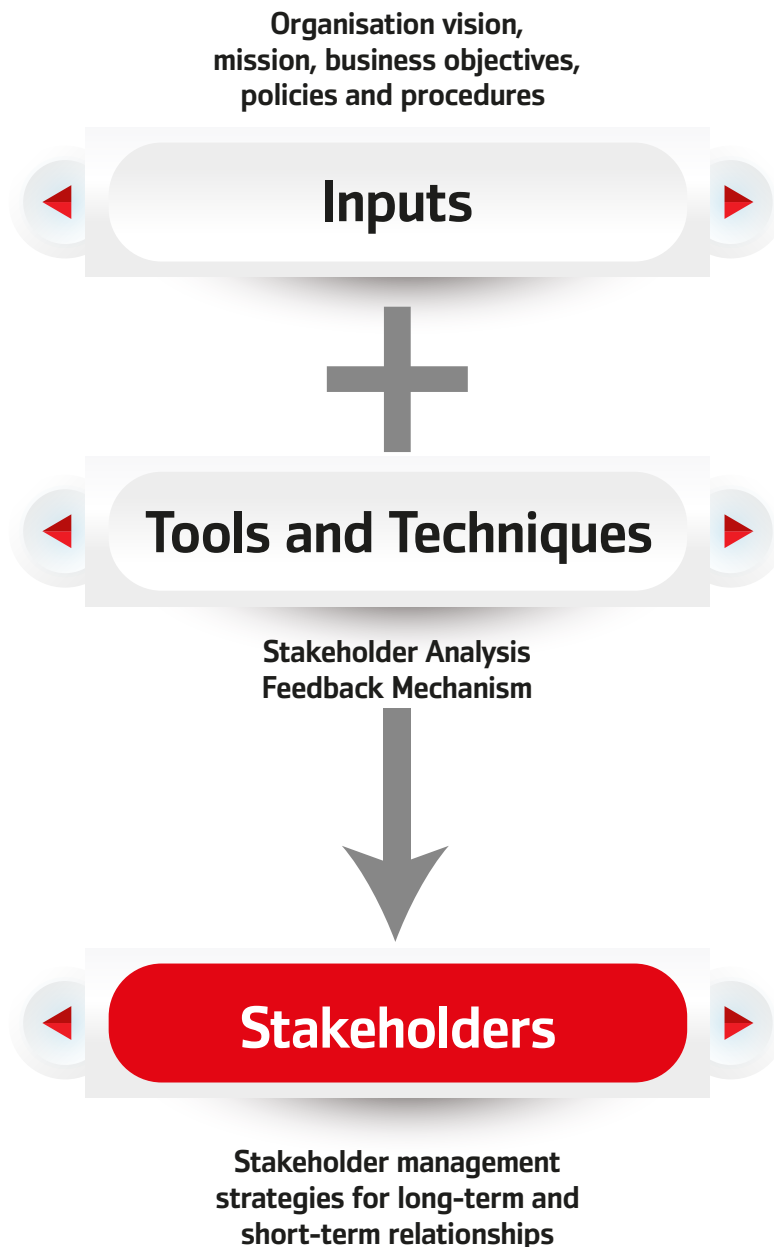 Organisation vision,
mission, business objectives,
policies and procedures
Inputs
Tools and Techniques
Stakeholder Analysis
Feedback Mechanism
Stakeholders
Stakeholder management
strategies for long-term and
short-term relationships